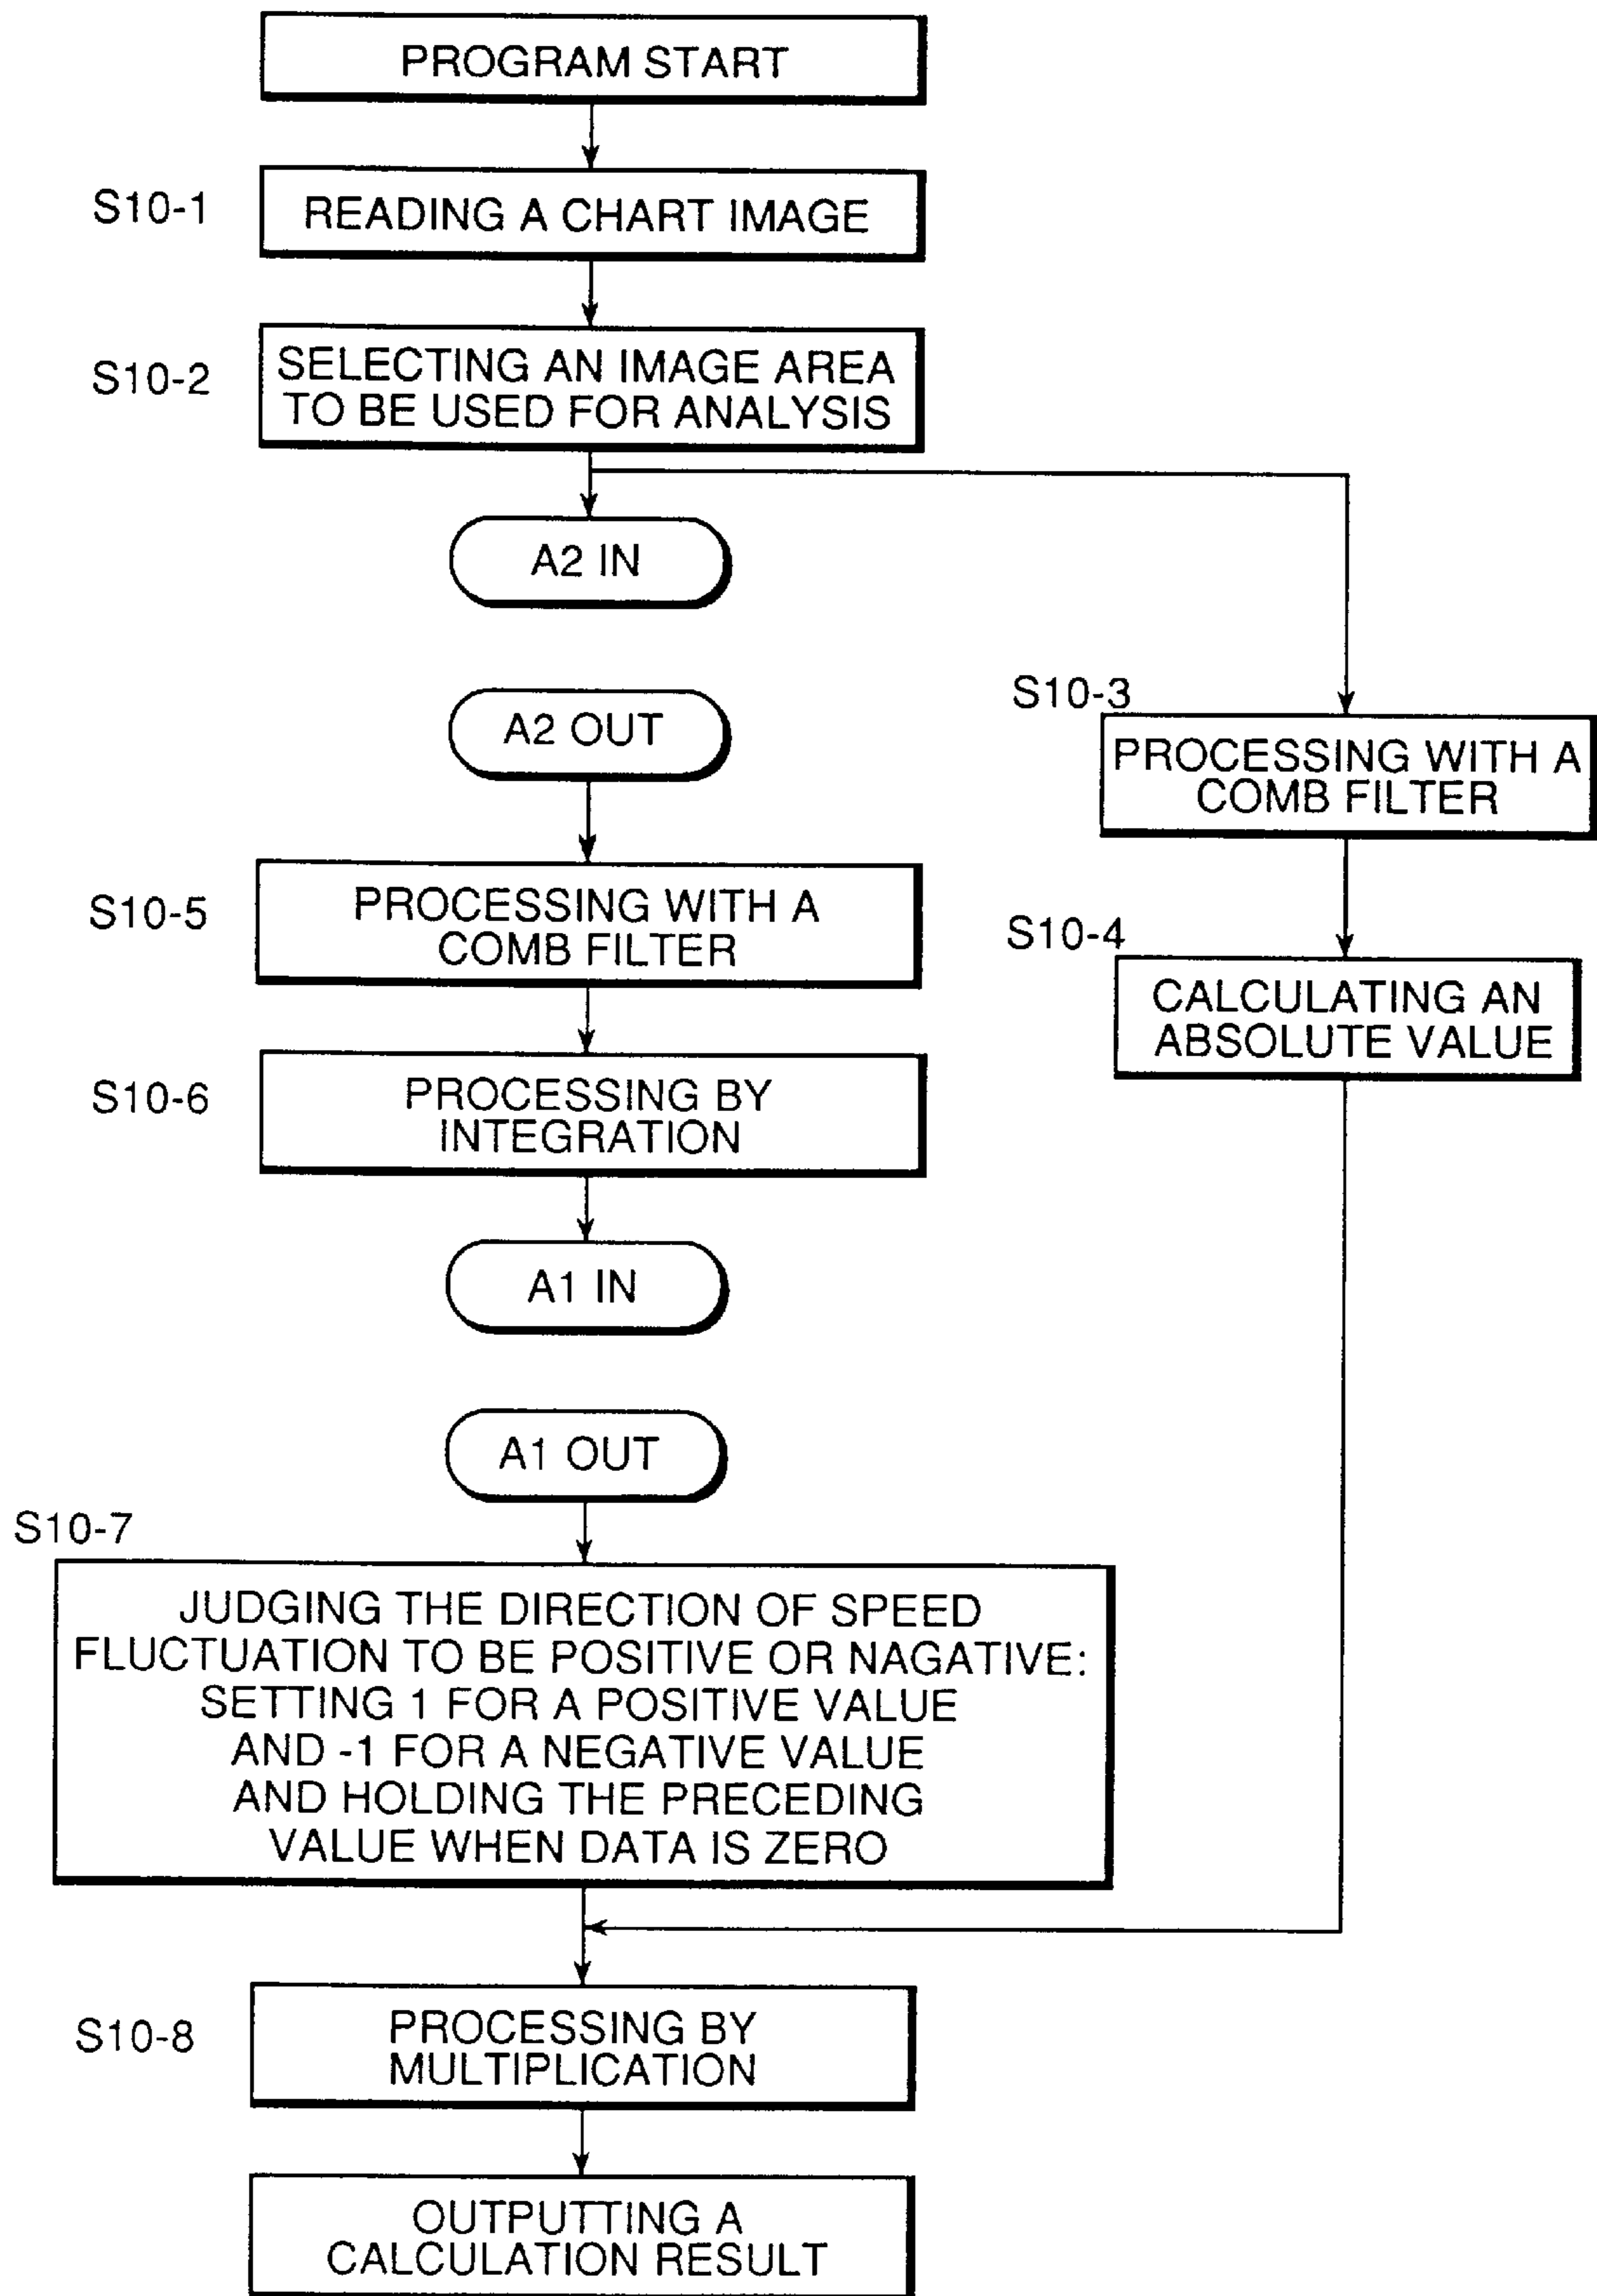 PROGRAM START
S10-1
READING A CHART IMAGE
S10-2
SELECTING AN IMAGE AREA
TO BE USED FOR ANALYSIS
A2 IN
A2 OUT
S10-3
PROCESSING WITH A
COMB FILTER
S10-5
PROCESSING WITH A
COMB FILTER
S10-4
CALCULATING AN
ABSOLUTE VALUE
S10-6
PROCESSING BY
INTEGRATION
A1 IN
A1 OUT
S10-7
JUDGING THE DIRECTION OF SPEED
FLUCTUATION TO BE POSITIVE OR NAGATIVE:
SETTING 1 FOR A POSITIVE VALUE
AND -1 FOR A NEGATIVE VALUE
AND HOLDING THE PRECEDING
VALUE WHEN DATA IS ZERO
S10-8
PROCESSING BY
MULTIPLICATION
OUTPUTTING A
CALCULATION RESULT